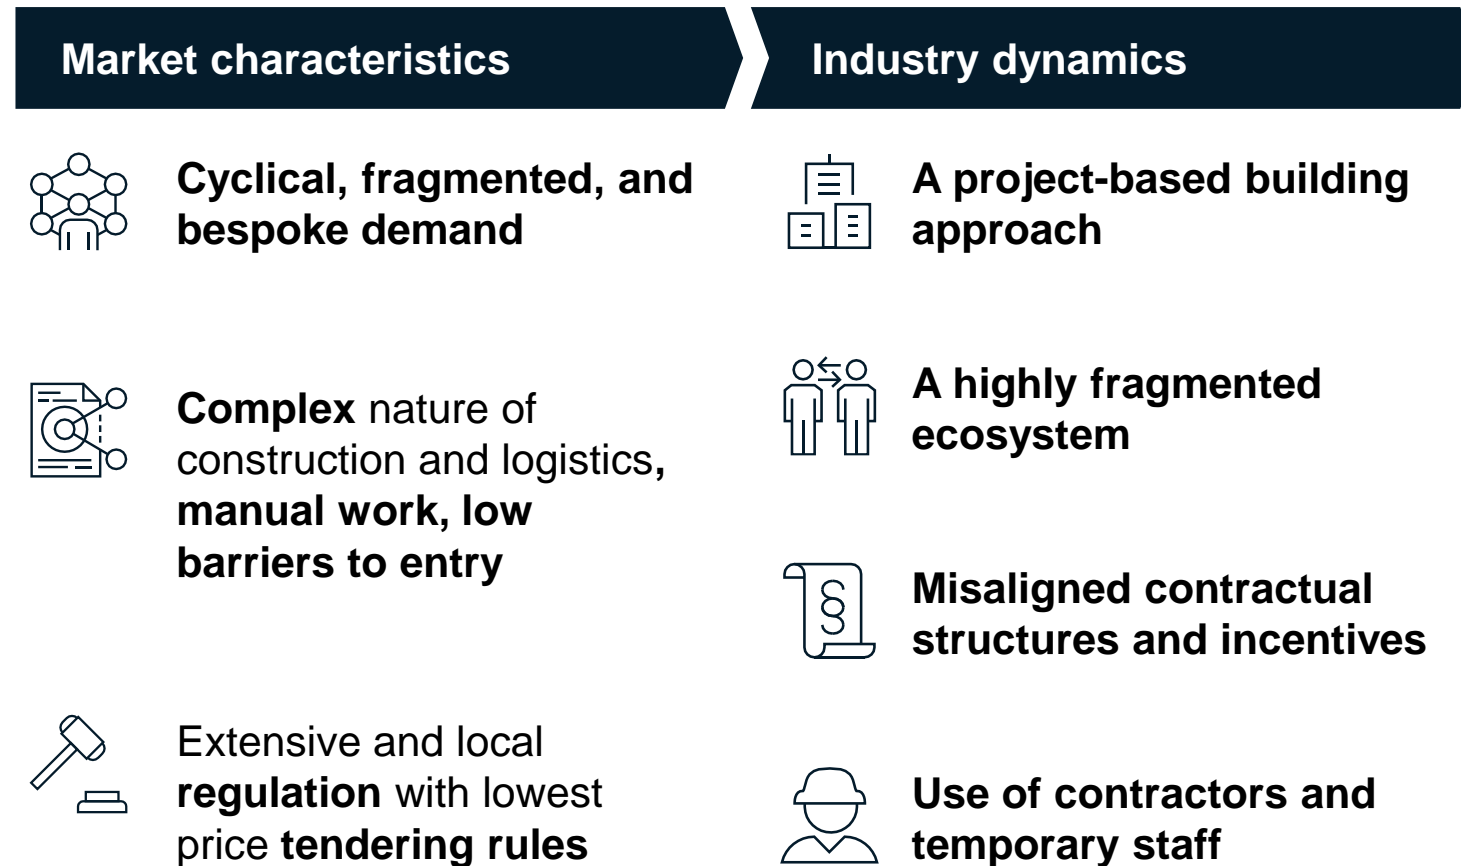 Market characteristics
Cyclical, fragmented, and
bespoke demand
Complex nature of
construction and logistics,
manual work, low
barriers to entry
Extensive and local
regulation with lowest
price tendering rules
Industry dynamics
A project-based building
approach
A highly fragmented
ecosystem
Misaligned contractual
structures and incentives
Use of contractors and
temporary staff